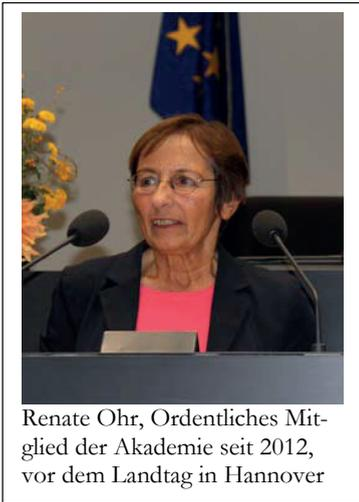 Renate Ohr, Ordentliches Mit-
glied der Akademie seit 2012,
vor dem Landtag in Hannover